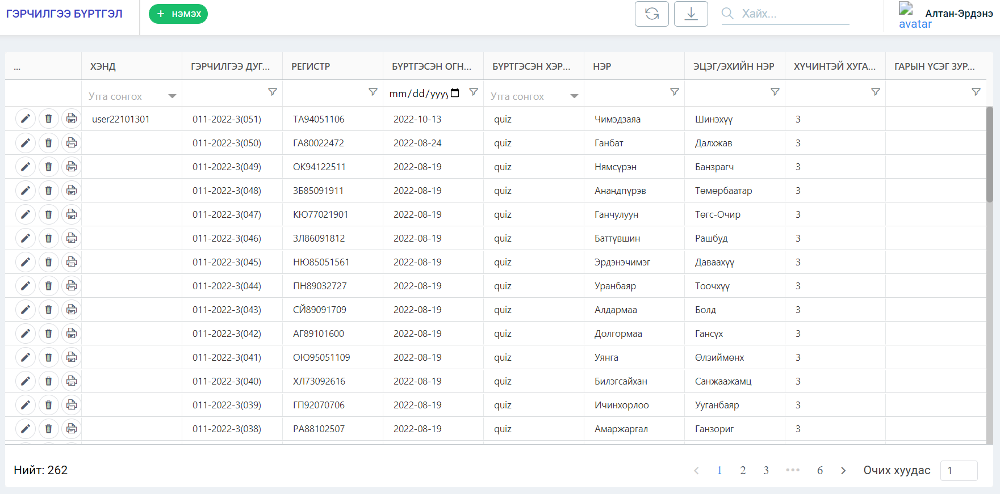 ГЭРЧИЛГЭЭ БҮРТГЭЛ + НЭМЭХ Хайх... avatar Алтан-Эрдэнэ
... ХЭНД ГЭРЧИЛГЭЭ ДУГ... РЕГИСТР БҮРТГЭСЭН ОГН... БҮРТГЭСЭН ХЭР... НЭР ЭЦЭГ/ЭХИЙН НЭР ХҮЧИНТЭЙ ХУГА... ГАРЫН ҮСЭГ ЗУР...
Утга сонгох mm/dd/yyyy Утга сонгох
user22101301 011-2022-3(051) ТА94051106 2022-10-13 quiz Чимэдзаяа Шинэхүү 3
011-2022-3(050) ГА80022472 2022-08-24 quiz Ганбат Далхжав 3
011-2022-3(049) ОК94122511 2022-08-19 quiz Нямсүрэн Банзрагч 3
011-2022-3(048) ЗБ85091911 2022-08-19 quiz Анандпүрэв Төмөрбаатар 3
011-2022-3(047) КЮ77021901 2022-08-19 quiz Ганчулуун Төгс-Очир 3
011-2022-3(046) ЗЛ86091812 2022-08-19 quiz Баттүвшин Рашбуд 3
011-2022-3(045) НЮ85051561 2022-08-19 quiz Эрдэнэчимэг Даваахүү 3
011-2022-3(044) ПН89032727 2022-08-19 quiz Уранбаяр Тоочхүү 3
011-2022-3(043) СЙ89091709 2022-08-19 quiz Алдармаа Болд 3
011-2022-3(042) АГ89101600 2022-08-19 quiz Долгормаа Гансүх 3
011-2022-3(041) ОЮ95051109 2022-08-19 quiz Уянга Өлзиймөнх 3
011-2022-3(040) ХЛ73092616 2022-08-19 quiz Билэгсайхан Санжаажамц 3
011-2022-3(039) ГП92070706 2022-08-19 quiz Ичинхорлоо Ууганбаяр 3
011-2022-3(038) РА88102507 2022-08-19 quiz Амаржаргал Ганзориг 3
Нийт: 262 1 2 3 ••• 6 Очих хуудас 1